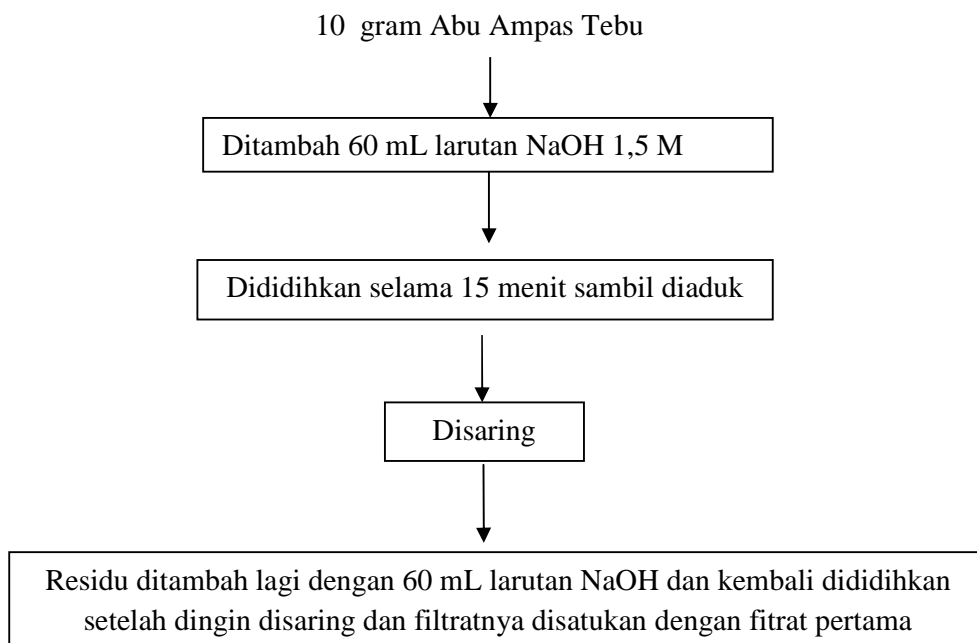 10 gram Abu Ampas Tebu
Ditambah 60 mL larutan NaOH 1,5 M
Dididihkan selama 15 menit sambil diaduk
Disaring
Residu ditambah lagi dengan 60 mL larutan NaOH dan kembali dididihkan
setelah dingin disaring dan filtratnya disatukan dengan fitrat pertama